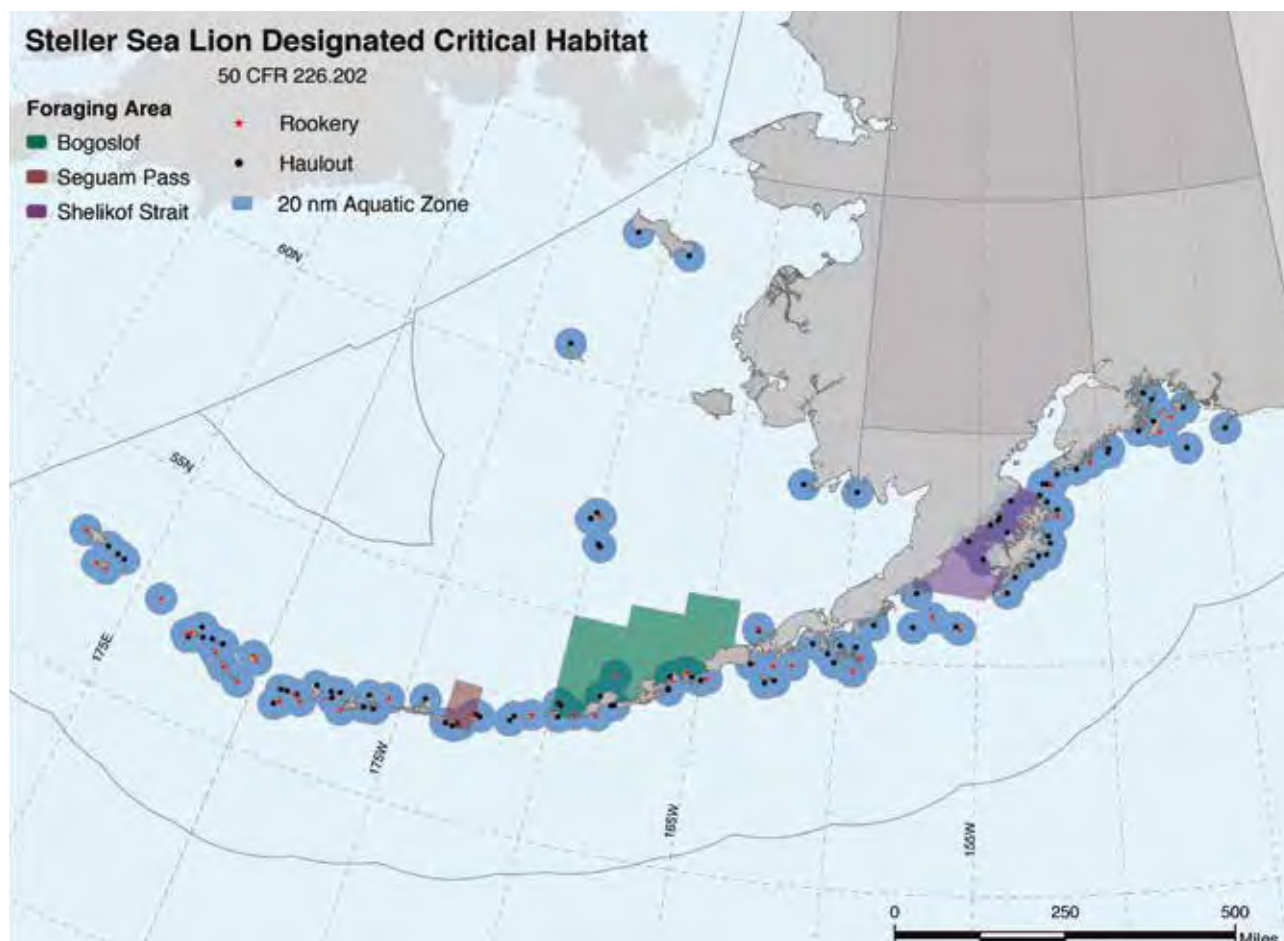 Steller Sea Lion Designated Critical Habitat
50 CFR 226.202
Foraging Area
Bogoslof
Seguam Pass
Shelikof Strait
Rookery
Haulout
20 nm Aquatic Zone
60N
55N
175E
175W
165W
155W
0 250 500
Miles